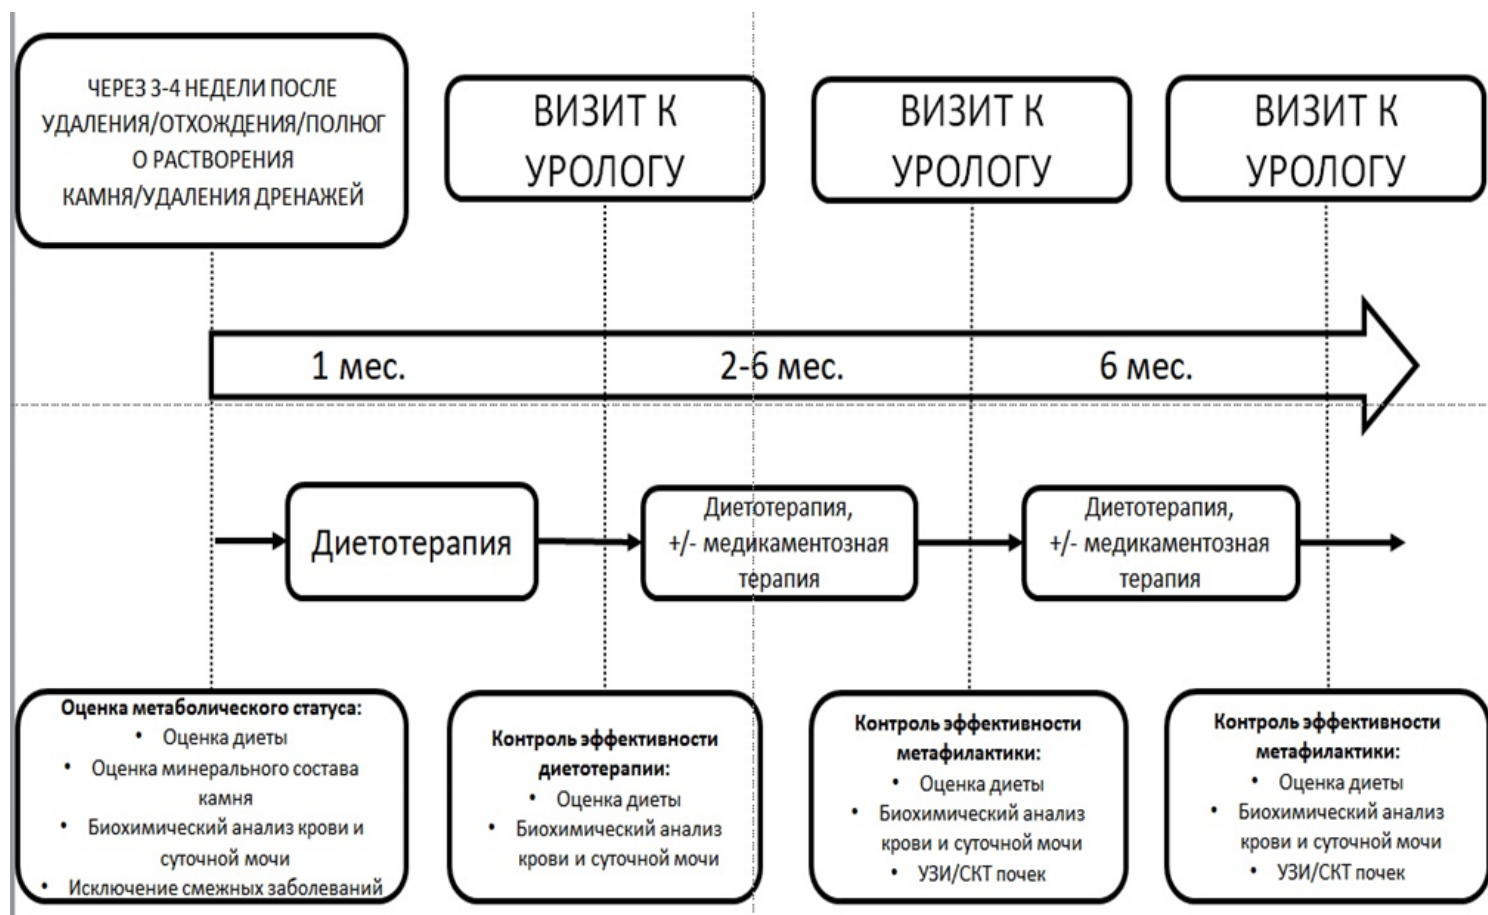 ЧЕРЕЗ 3-4 НЕДЕЛИ ПОСЛЕ
УДАЛЕНИЯ/ОТХОЖДЕНИЯ/ПОЛНОГ
О РАСТВОРЕНИЯ
КАМНЯ/УДАЛЕНИЯ ДРЕНАЖЕЙ
ВИЗИТ К
УРОЛОГУ
ВИЗИТ К
УРОЛОГУ
ВИЗИТ К
УРОЛОГУ
1 мес.
2-6 мес.
6 мес.
Диетотерапия
Диетотерапия,
+/- медикаментозная
терапия
Диетотерапия,
+/- медикаментозная
терапия
Оценка метаболического статуса:
• Оценка диеты
• Оценка минерального состава
камня
• Биохимический анализ крови и
суточной мочи
• Исключение смежных заболеваний
Контроль эффективности
диетотерапии:
• Оценка диеты
• Биохимический анализ
крови и суточной мочи
Контроль эффективности
метафилактики:
• Оценка диеты
• Биохимический анализ
крови и суточной мочи
• УЗИ/СКТ почек
Контроль эффективности
метафилактики:
• Оценка диеты
• Биохимический анализ
крови и суточной мочи
• УЗИ/СКТ почек